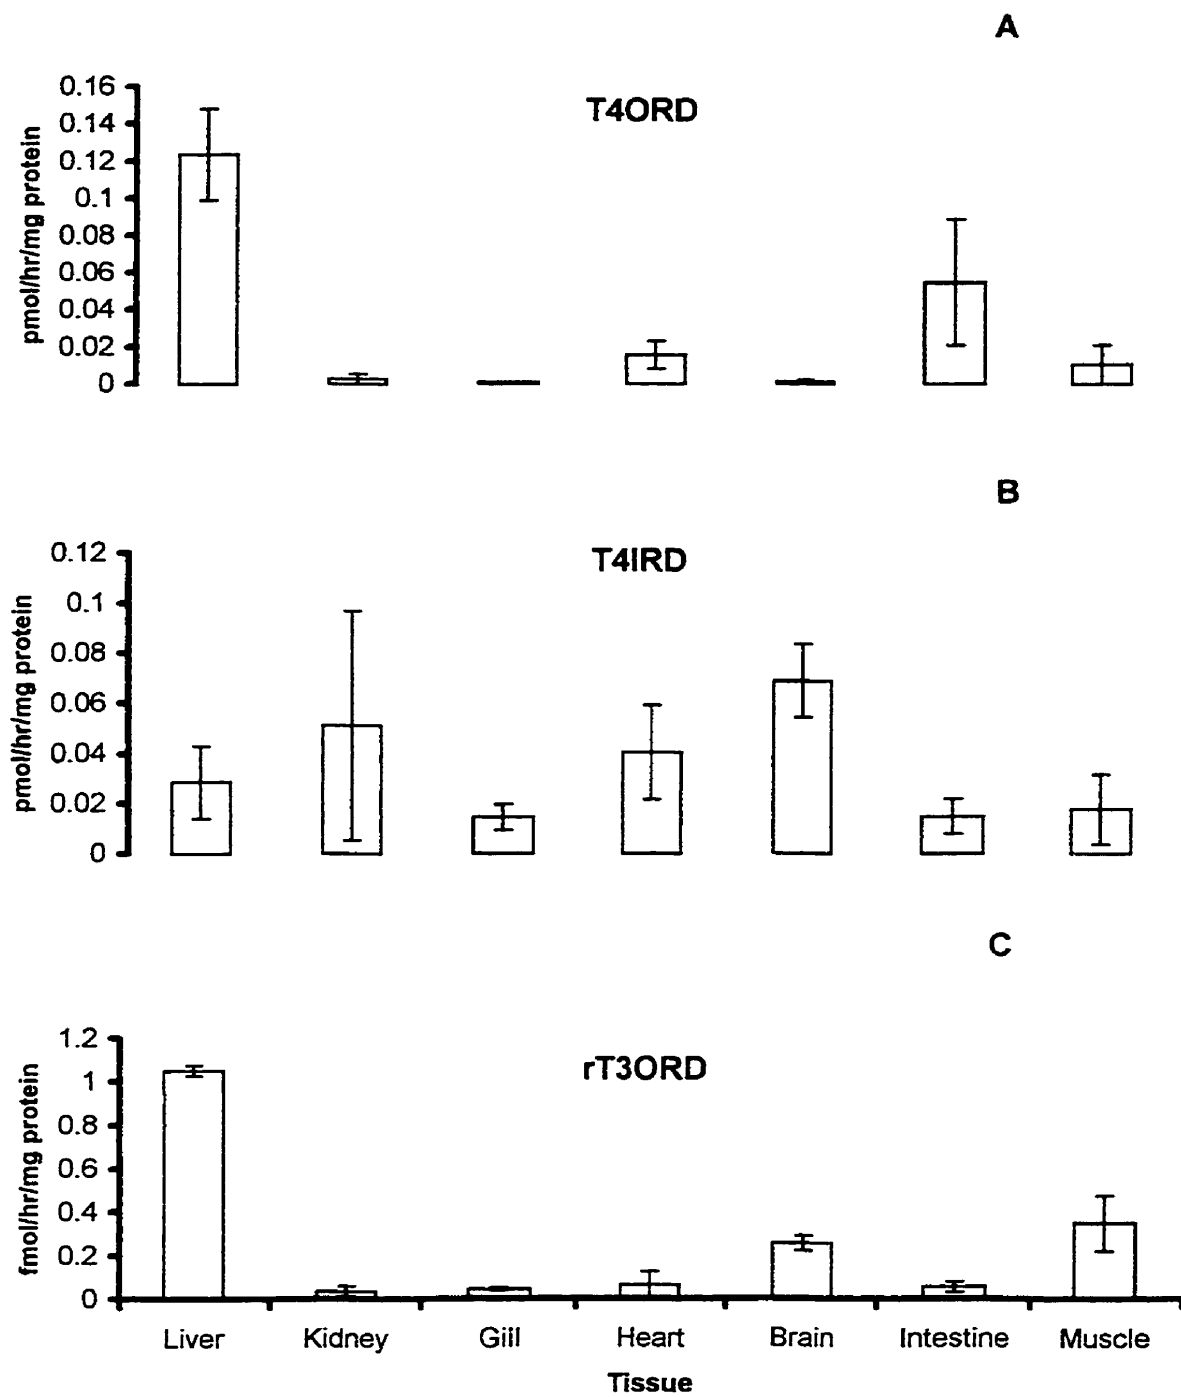 A
T4ORD
pmol/hr/mg protein
0.16
0.14
0.12
0.1
0.08
0.06
0.04
0.02
0
B
T4IRD
pmol/hr/mg protein
0.12
0.1
0.08
0.06
0.04
0.02
0
C
rT3ORD
fmol/hr/mg protein
1.2
1
0.8
0.6
0.4
0.2
0
Liver Kidney Gill Heart Brain Intestine Muscle
Tissue